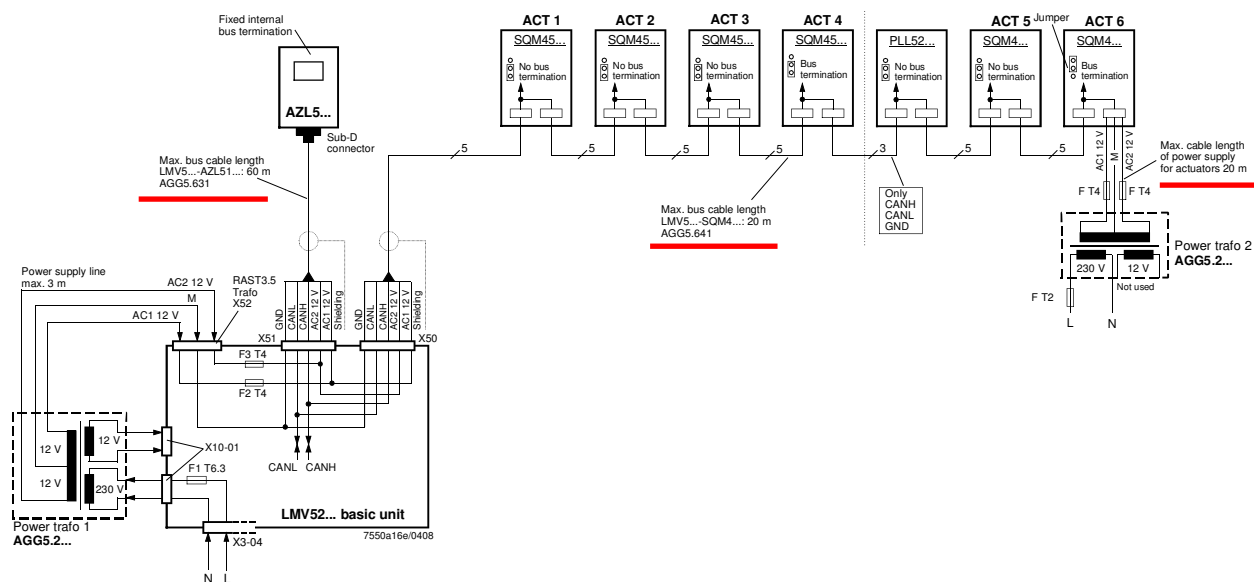 Fixed internal
bus termination
AZL5...
Sub-D
connector
Max. bus cable length
LMV5...-AZL51...: 60 m
AGG5.631
ACT 1
SQM45...
No bus
termination
ACT 2
SQM45...
No bus
termination
ACT 3
SQM45...
No bus
termination
ACT 4
SQM45...
Bus
termination
PLL52...
No bus
termination
ACT 5
SQM4...
No bus
termination
Jumper
ACT 6
SQM4...
Bus
termination
5
5
5
5
3
5
5
Max. bus cable length
LMV5...-SQM4...: 20 m
AGG5.641
Only
CANH
CANL
GND
AC1 12 V
M
AC2 12 V
Max. cable length
of power supply
for actuators 20 m
F T4
F T4
Power trafo 2
AGG5.2...
230 V
12 V
Not used
F T2
L
N
Power supply line
max. 3 m
AC2 12 V
M
AC1 12 V
RAST3.5
Trafo
X52
GND
CANL
CANH
AC2 12 V
AC1 12 V
Shielding
GND
CANL
CANH
AC2 12 V
AC1 12 V
Shielding
X51
X50
F3 T4
F2 T4
12 V
12 V
12 V
230 V
X10-01
F1 T6.3
CANL
CANH
LMV52... basic unit
Power trafo 1
AGG5.2...
X3-04
7550a16e/0408
N
L